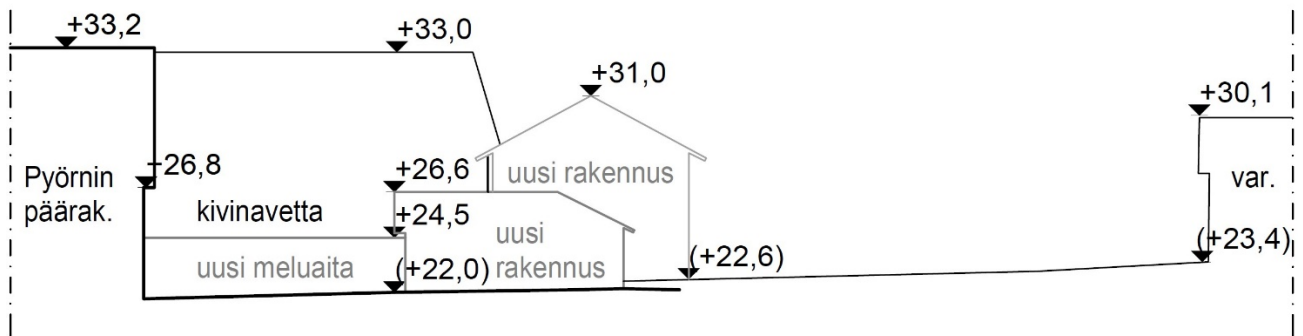 +33,2
+33,0
+31,0
+30,1
Pyörnin
päärak.
+26,8
kivinavetta
+26,6
+24,5
uusi rakennus
uusi
rakennus
var.
uusi meluaita
(+22,0)
(+22,6)
(+23,4)